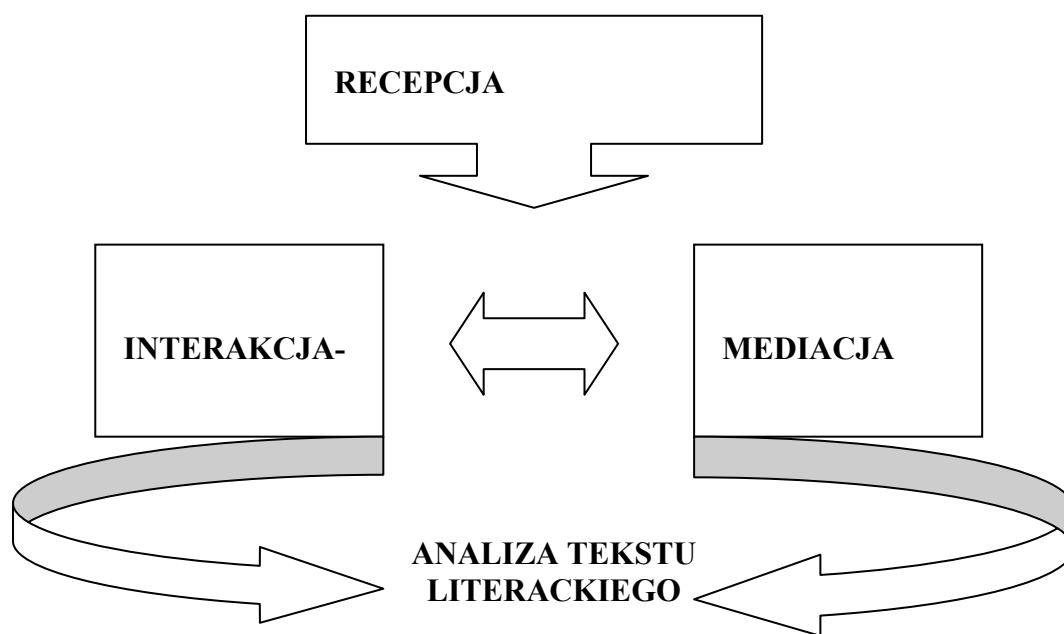 RECEPCJA
INTERAKCJA-
MEDIACJA
ANALIZA TEKSTU
LITERACKIEGO